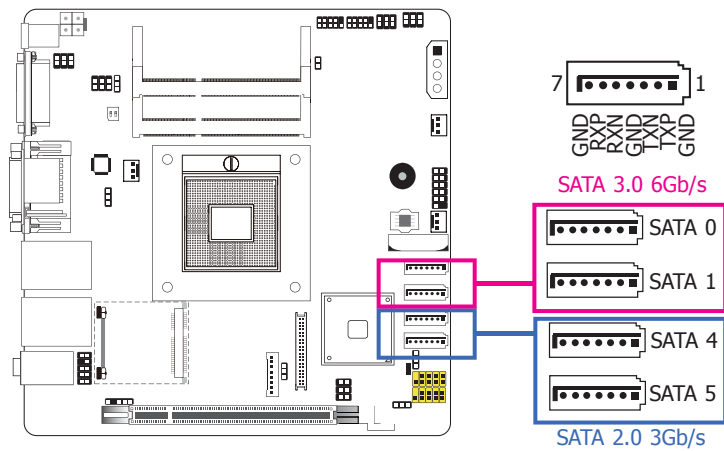 7 1
GND
RXP
RXN
GND
TXN
TXP
GND
SATA 3.0 6Gb/s
SATA 0
SATA 1
SATA 4
SATA 5
SATA 2.0 3Gb/s